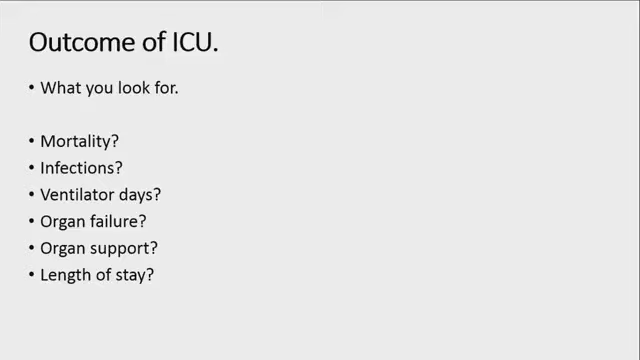 Outcome of ICU.
• What you look for.
• Mortality?
• Infections?
• Ventilator days?
• Organ failure?
• Organ support?
• Length of stay?